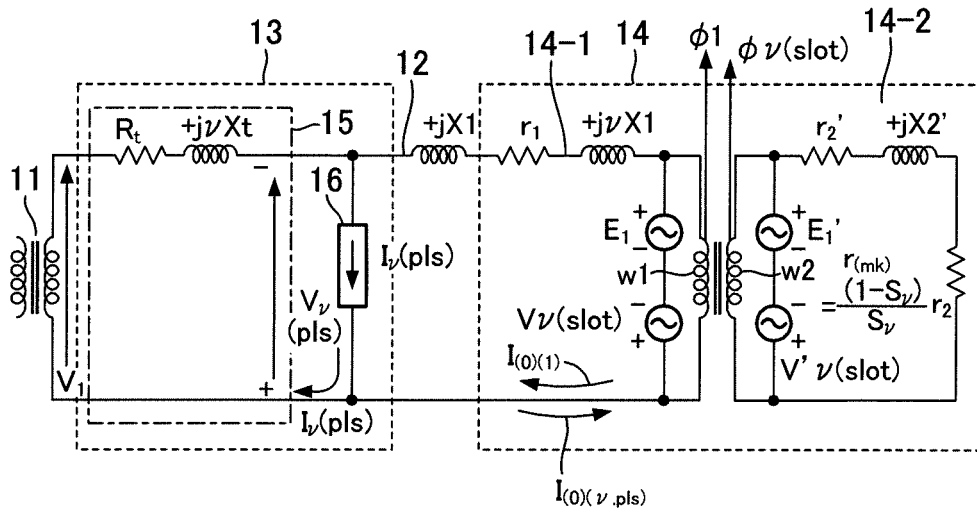 13
14
14-1
12
14-2
ϕ1
ϕν(slot)
Rt
+jνXt
15
+jX1
r1
+jνX1
r2'
+jX2'
11
−
16
Iν(pls)
+
E1
−
w1
+
E1'
−
w2
r(mk)
=(1-Sν)/Sν r2
Vν
(pls)
Vν(slot)
−
+
−
+
V'ν(slot)
V1
+
Iν(pls)
I(0)(1)
I(0)(ν.pls)